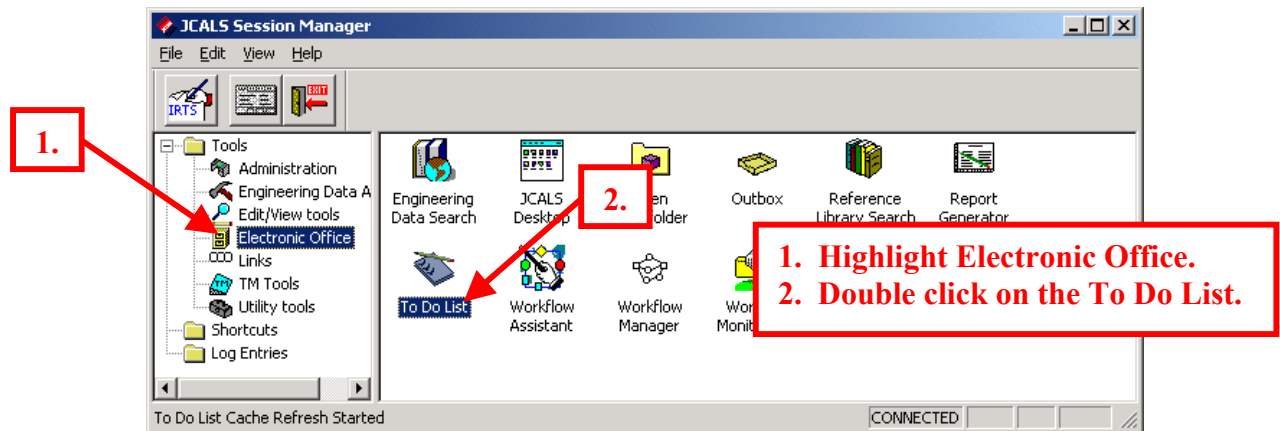 JCALS Session Manager
File Edit View Help
IRTS EXIT
1.
Tools
Administration
Engineering Data A
Edit/View tools
Electronic Office
Links
TM Tools
Utility tools
Shortcuts
Log Entries
Engineering
Data Search
JCALS
Desktop
2.
Outbox
Reference
Library Search
Report
Generator
To Do List
Workflow
Assistant
Workflow
Manager
1. Highlight Electronic Office.
2. Double click on the To Do List.
To Do List Cache Refresh Started
CONNECTED